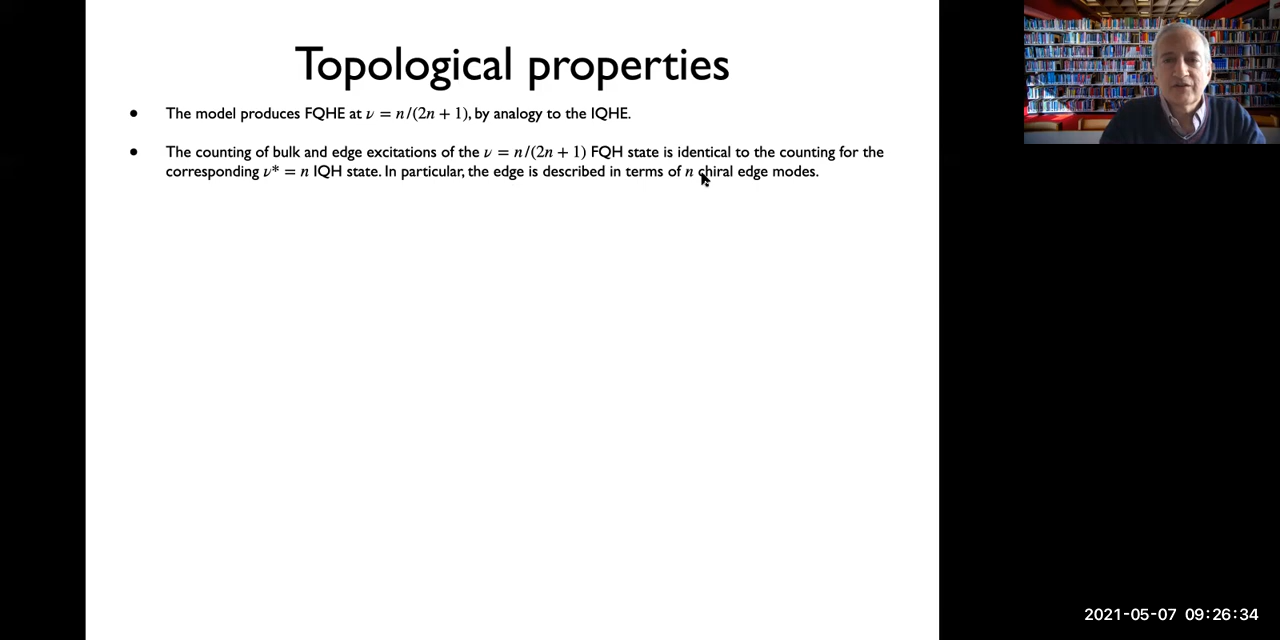 Topological properties
• The model produces FQHE at ν = n/(2n + 1), by analogy to the IQHE.
• The counting of bulk and edge excitations of the ν = n/(2n + 1) FQH state is identical to the counting for the
corresponding ν* = n IQH state. In particular, the edge is described in terms of n chiral edge modes.
2021-05-07 09:26:34